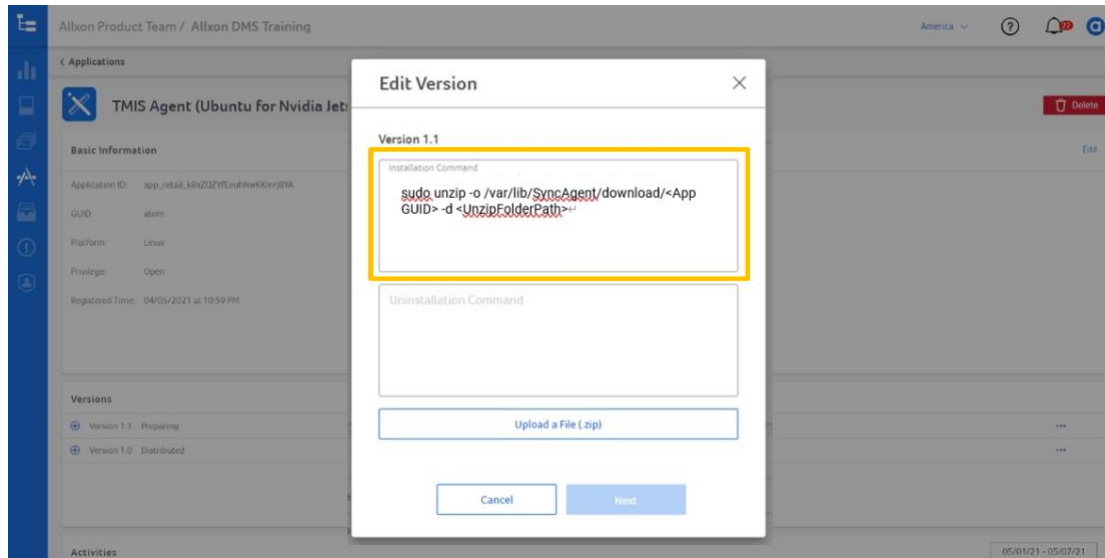 Allxon Product Team / Allxon DMS Training
America
?
< Applications
TMIS Agent (Ubuntu for Nvidia Jets
Delete
Basic Information
Edit
Application ID:
GUID: atom
Platform: Linux
Privilege: Open
Registered Time: 04/05/2021 at 10:59 PM
Versions
Version 1.1 Preparing
Version 1.0 Distributed
Activities
05/01/21 - 05/07/21
Edit Version
Version 1.1
Installation Command
sudo unzip -o /var/lib/SyncAgent/download/<App
GUID> -d <UnzipFolderPath>↵
Uninstallation Command
Upload a File (.zip)
Cancel
Next